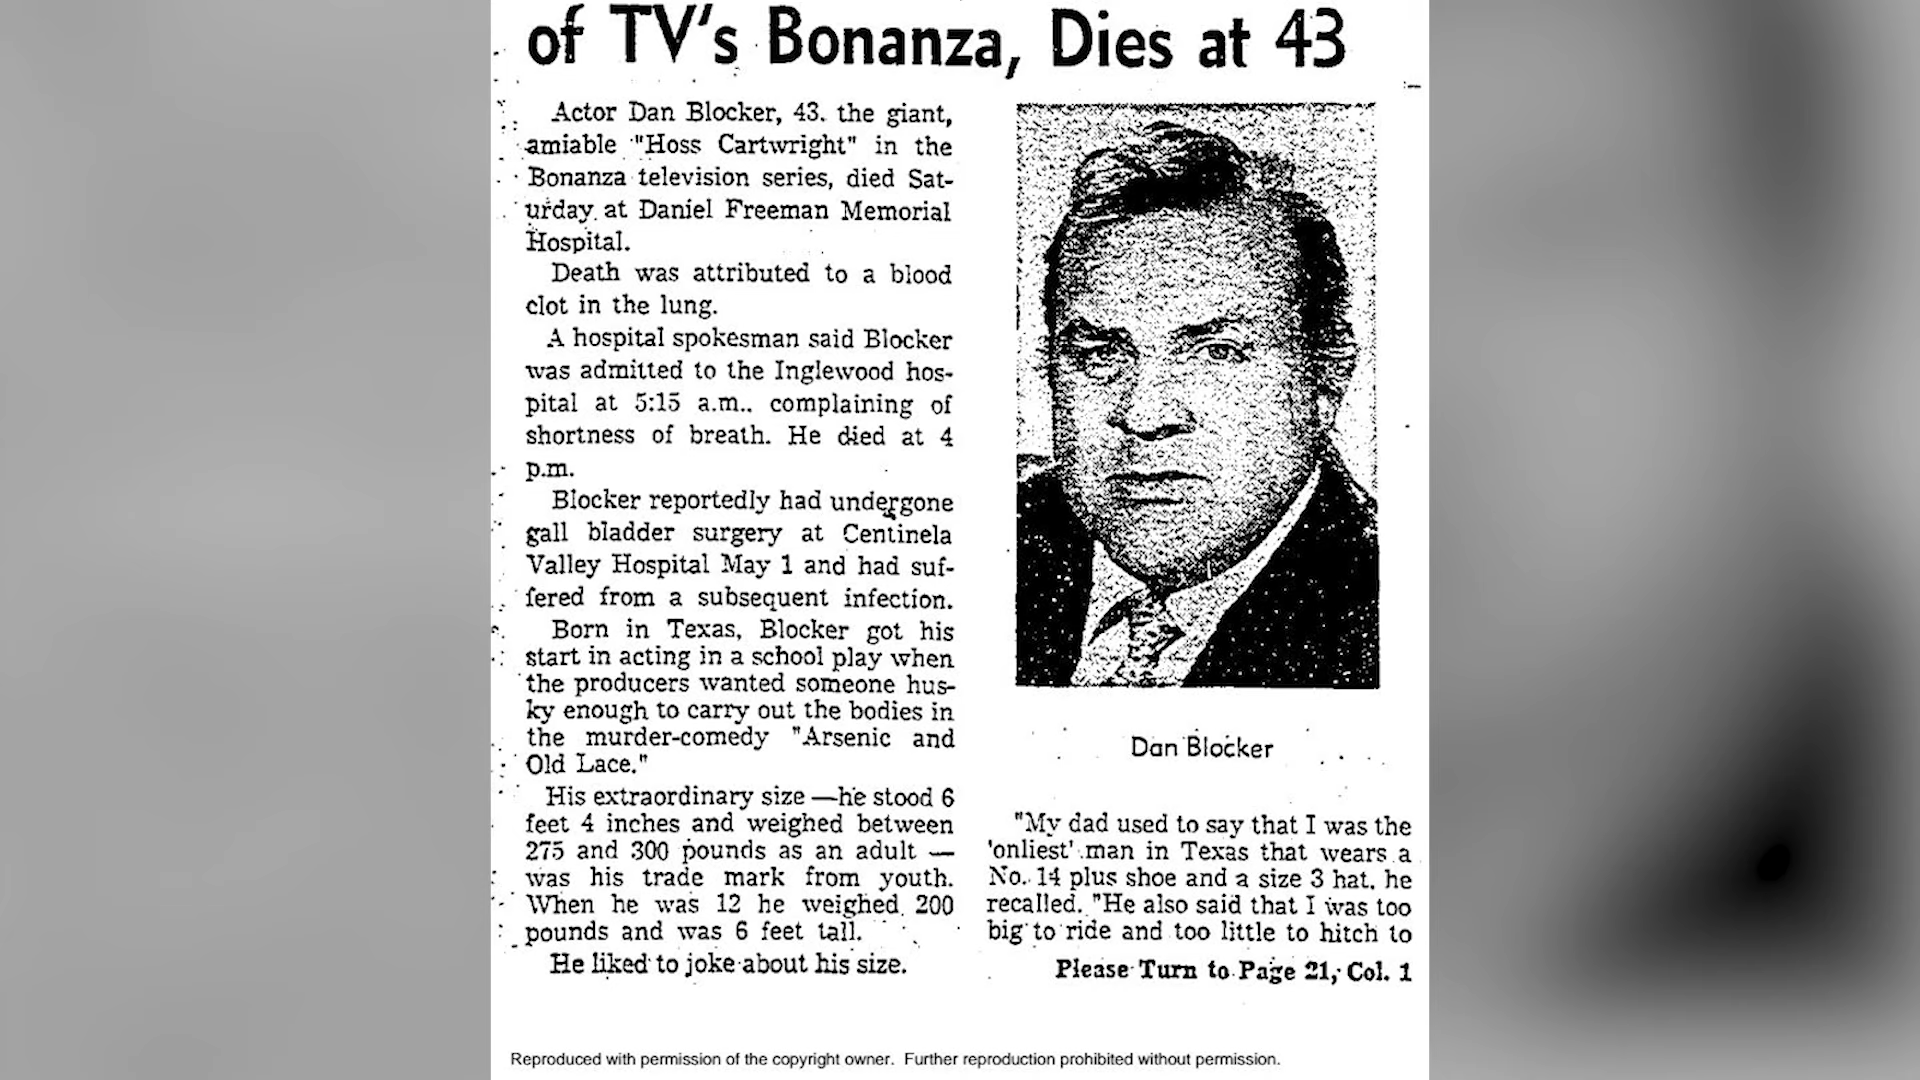 of TV's Bonanza, Dies at 43
Actor Dan Blocker, 43. the giant,
amiable "Hoss Cartwright" in the
Bonanza television series, died Sat-
urday at Daniel Freeman Memorial
Hospital.
Death was attributed to a blood
clot in the lung.
A hospital spokesman said Blocker
was admitted to the Inglewood hos-
pital at 5:15 a.m.. complaining of
shortness of breath. He died at 4
p.m.
Blocker reportedly had undergone
gall bladder surgery at Centinela
Valley Hospital May 1 and had suf-
fered from a subsequent infection.
Born in Texas, Blocker got his
start in acting in a school play when
the producers wanted someone hus-
ky enough to carry out the bodies in
the murder-comedy "Arsenic and
Old Lace."
His extraordinary size —he stood 6
feet 4 inches and weighed between
275 and 300 pounds as an adult —
was his trade mark from youth.
When he was 12 he weighed 200
pounds and was 6 feet tall.
He liked to joke about his size.
Dan Blocker
"My dad used to say that I was the
'onliest' man in Texas that wears a
No. 14 plus shoe and a size 3 hat. he
recalled. "He also said that I was too
big to ride and too little to hitch to
Please Turn to Page 21, Col. 1
Reproduced with permission of the copyright owner. Further reproduction prohibited without permission.